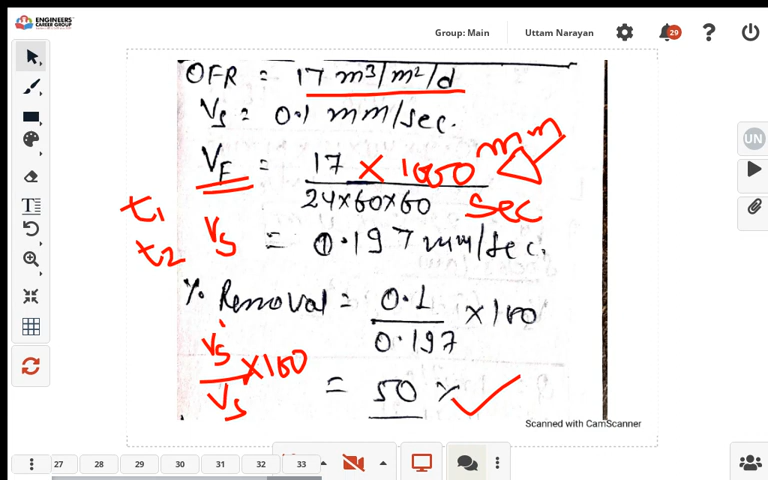 ENGINEERS
CAREER GROUP
Group: Main
Uttam Narayan
29
UN
OFR = 17 m³/m²/d
Vs = 0.1 mm/sec.
VF = 17 × 1000 mm
24×60×60 sec
t1
t2 Vs = 0.197 mm/sec.
% Removal = 0.1 × 100
0.197
Vs' × 100
Vs
= 50 %
Scanned with CamScanner
27 28 29 30 31 32 33